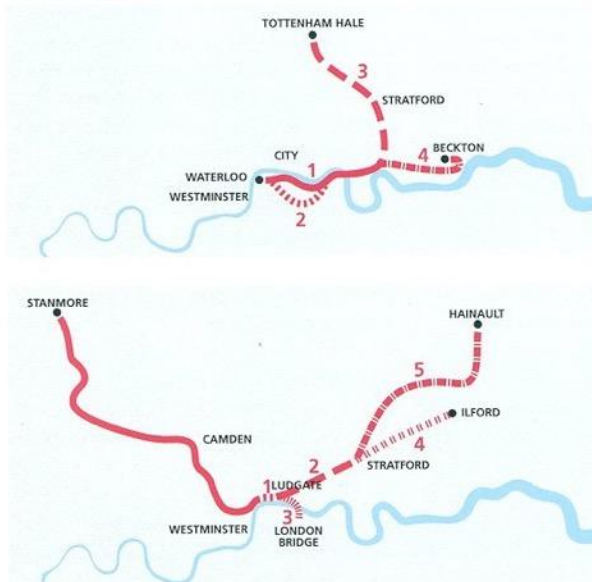 TOTTENHAM HALE
3
STRATFORD
BECKTON
CITY
4
1
WATERLOO
WESTMINSTER
2
STANMORE
HAINAULT
5
ILFORD
CAMDEN
4
2
STRATFORD
1
LUDGATE
3
WESTMINSTER
LONDON
BRIDGE